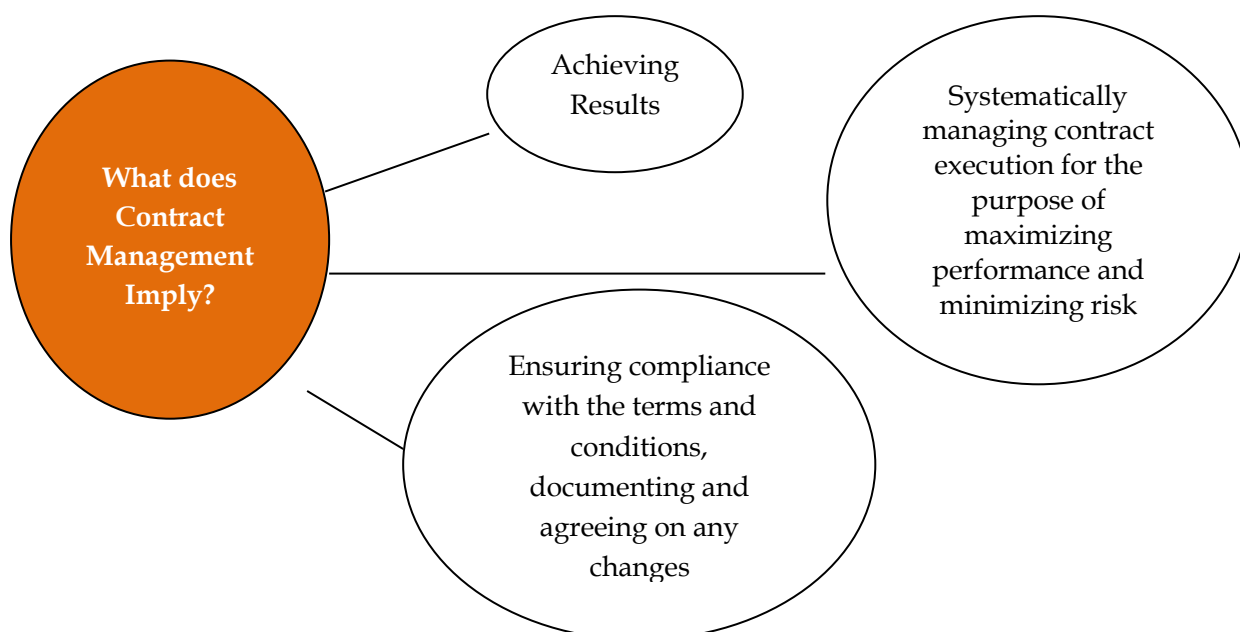 What does
Contract
Management
Imply?
Achieving
Results
Systematically
managing contract
execution for the
purpose of
maximizing
performance and
minimizing risk
Ensuring compliance
with the terms and
conditions,
documenting and
agreeing on any
changes